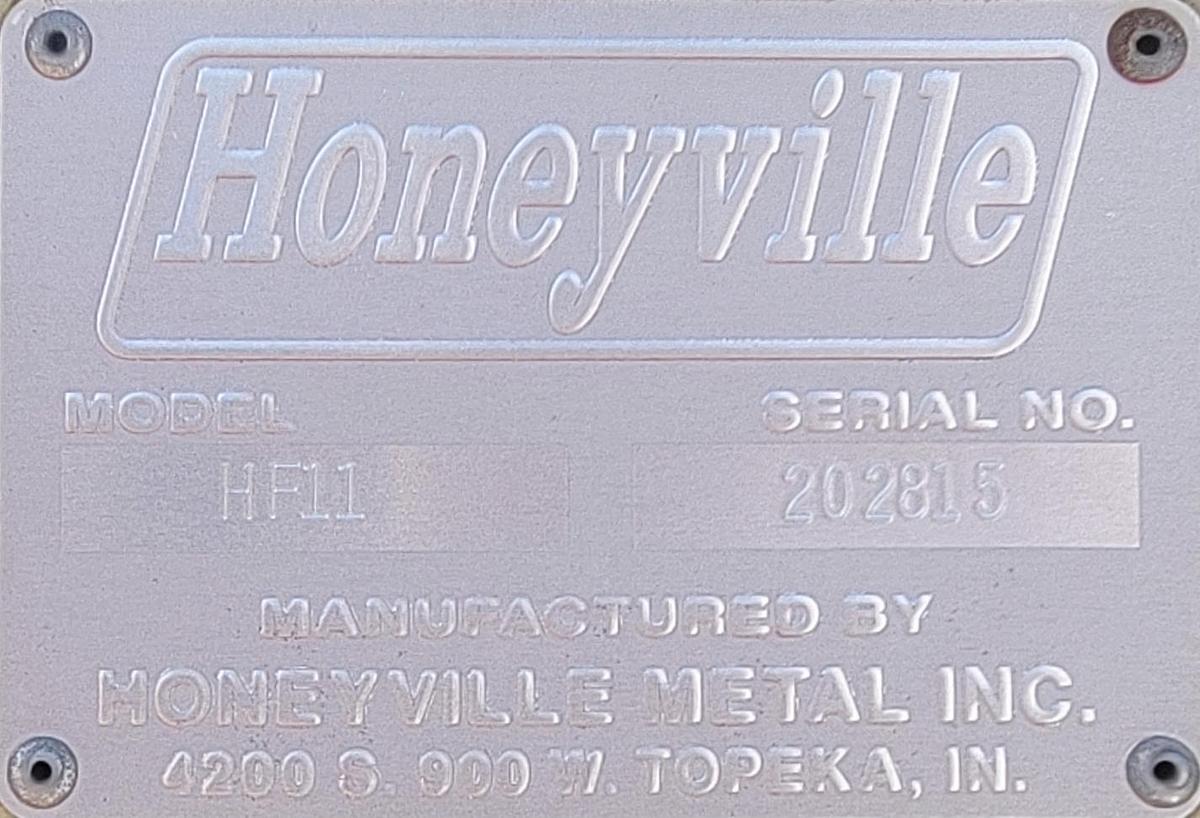 Honeyville
MODEL SERIAL NO.
HF11 202815
MANUFACTURED BY
HONEYVILLE METAL INC.
4200 S. 900 W. TOPEKA, IN.